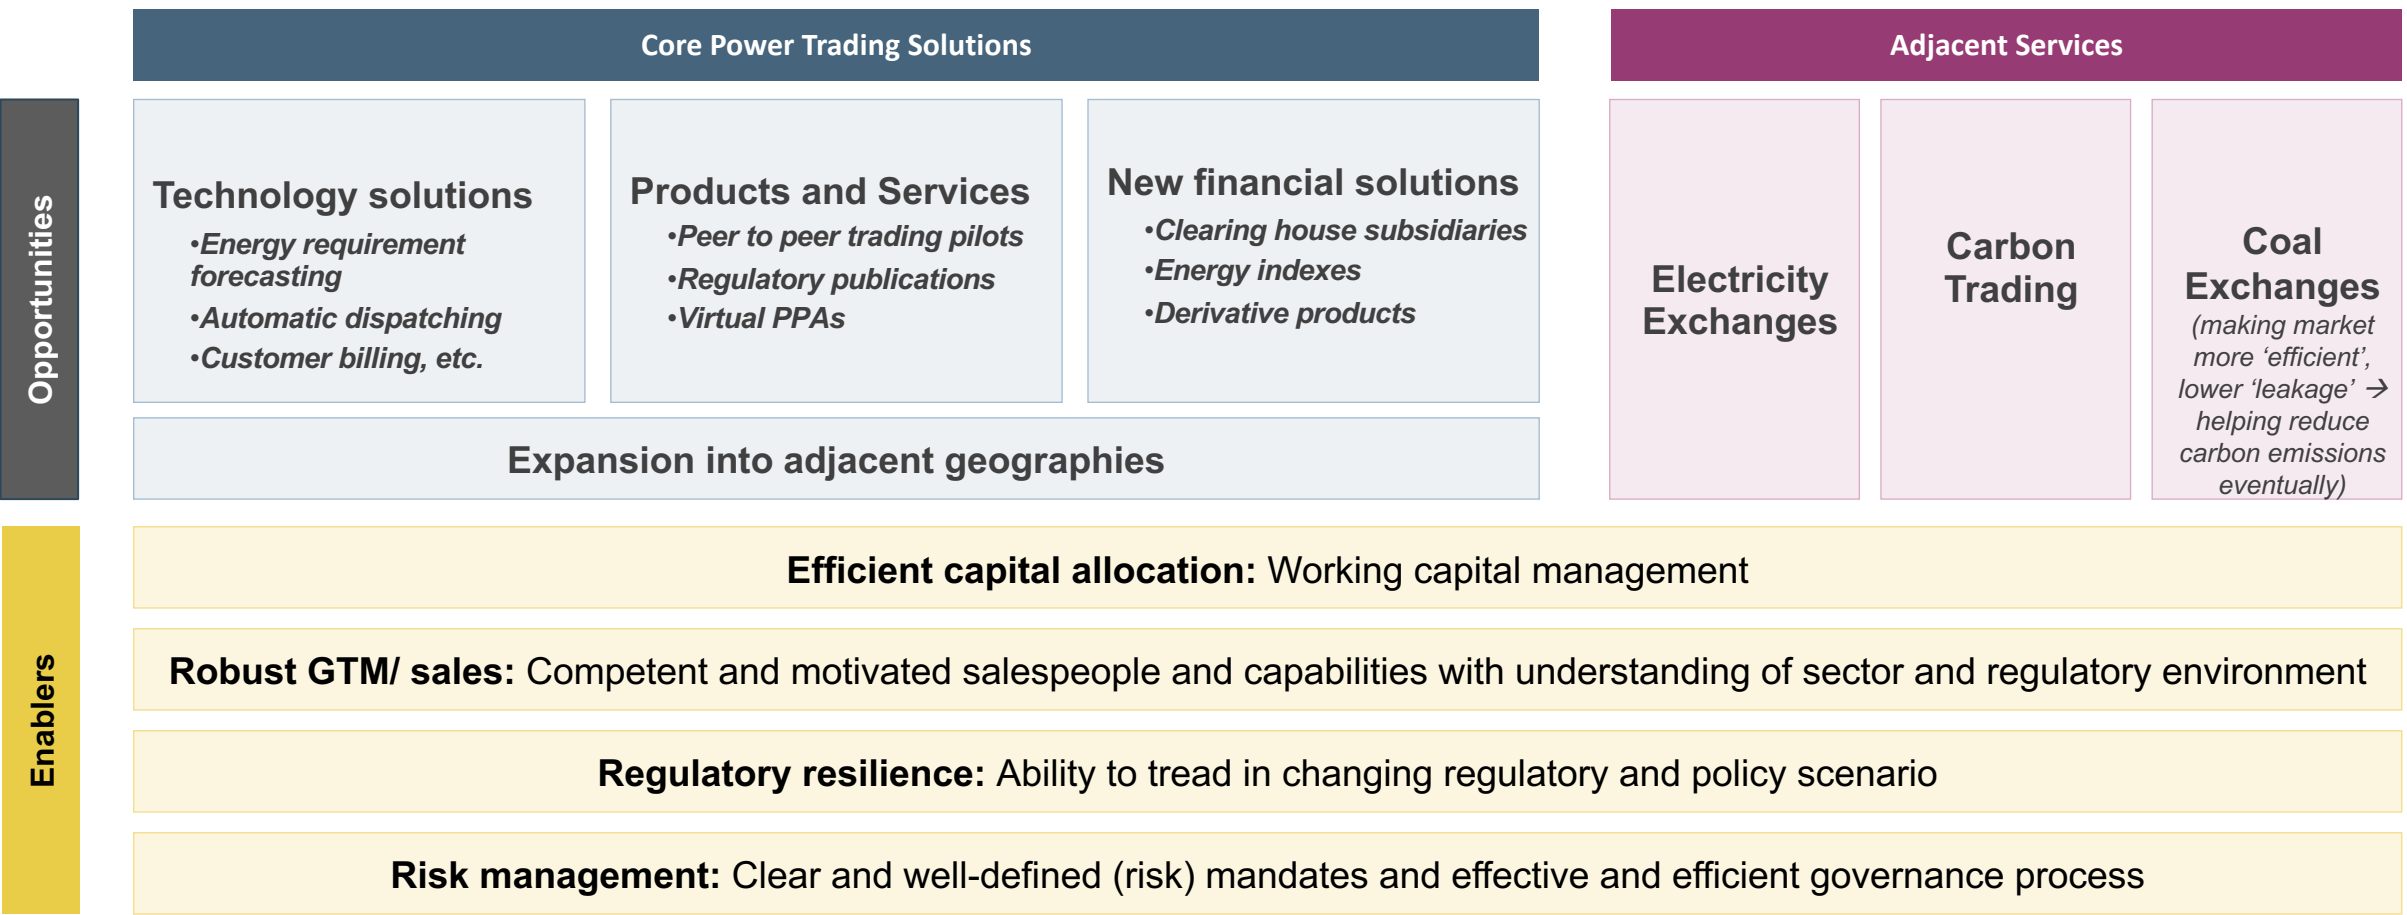 Core Power Trading Solutions
Adjacent Services
Opportunities
Technology solutions
•Energy requirement
forecasting
•Automatic dispatching
•Customer billing, etc.
Products and Services
•Peer to peer trading pilots
•Regulatory publications
•Virtual PPAs
New financial solutions
•Clearing house subsidiaries
•Energy indexes
•Derivative products
Expansion into adjacent geographies
Electricity
Exchanges
Carbon
Trading
Coal
Exchanges
(making market
more ‘efficient’,
lower ‘leakage’ →
helping reduce
carbon emissions
eventually)
Enablers
Efficient capital allocation: Working capital management
Robust GTM/ sales: Competent and motivated salespeople and capabilities with understanding of sector and regulatory environment
Regulatory resilience: Ability to tread in changing regulatory and policy scenario
Risk management: Clear and well-defined (risk) mandates and effective and efficient governance process